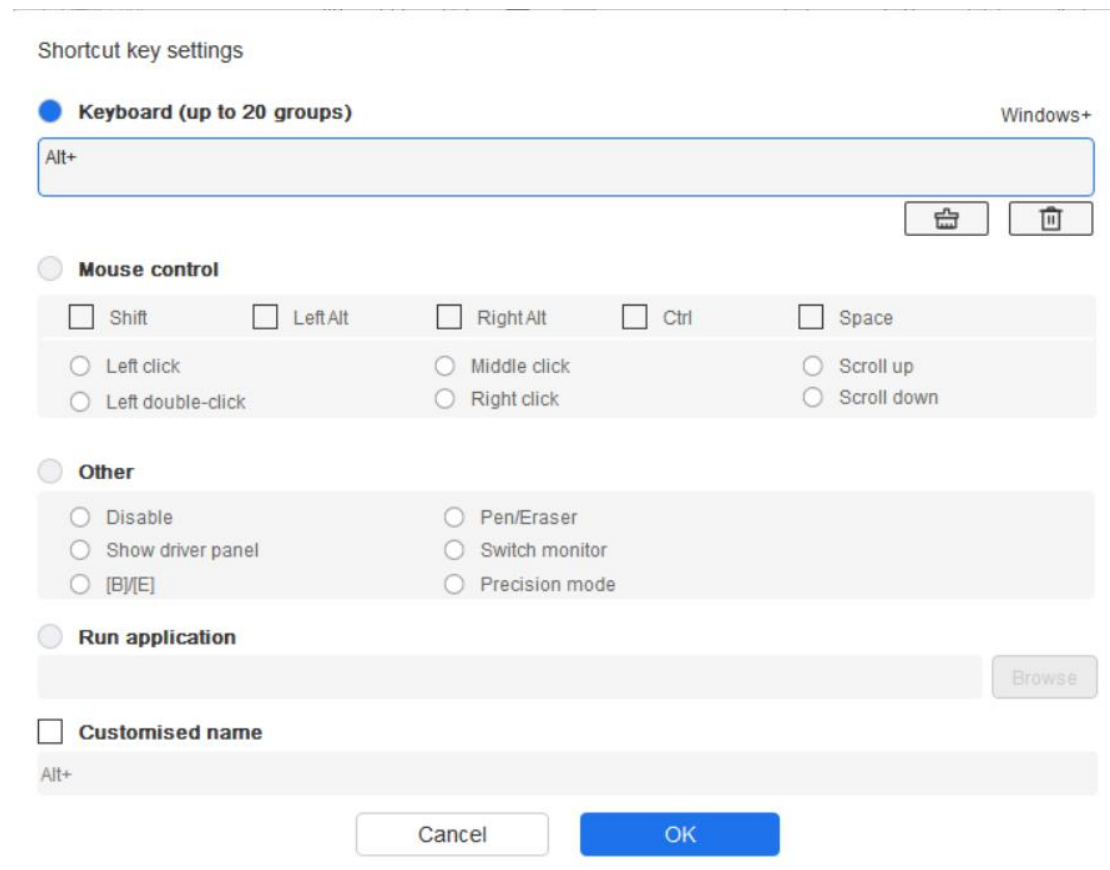 Shortcut key settings
Keyboard (up to 20 groups)
Windows+
Alt+
Mouse control
Shift Left Alt Right Alt Ctrl Space
Left click Middle click Scroll up
Left double-click Right click Scroll down
Other
Disable Pen/Eraser
Show driver panel Switch monitor
[B]/[E] Precision mode
Run application
Browse
Customised name
Alt+
Cancel OK